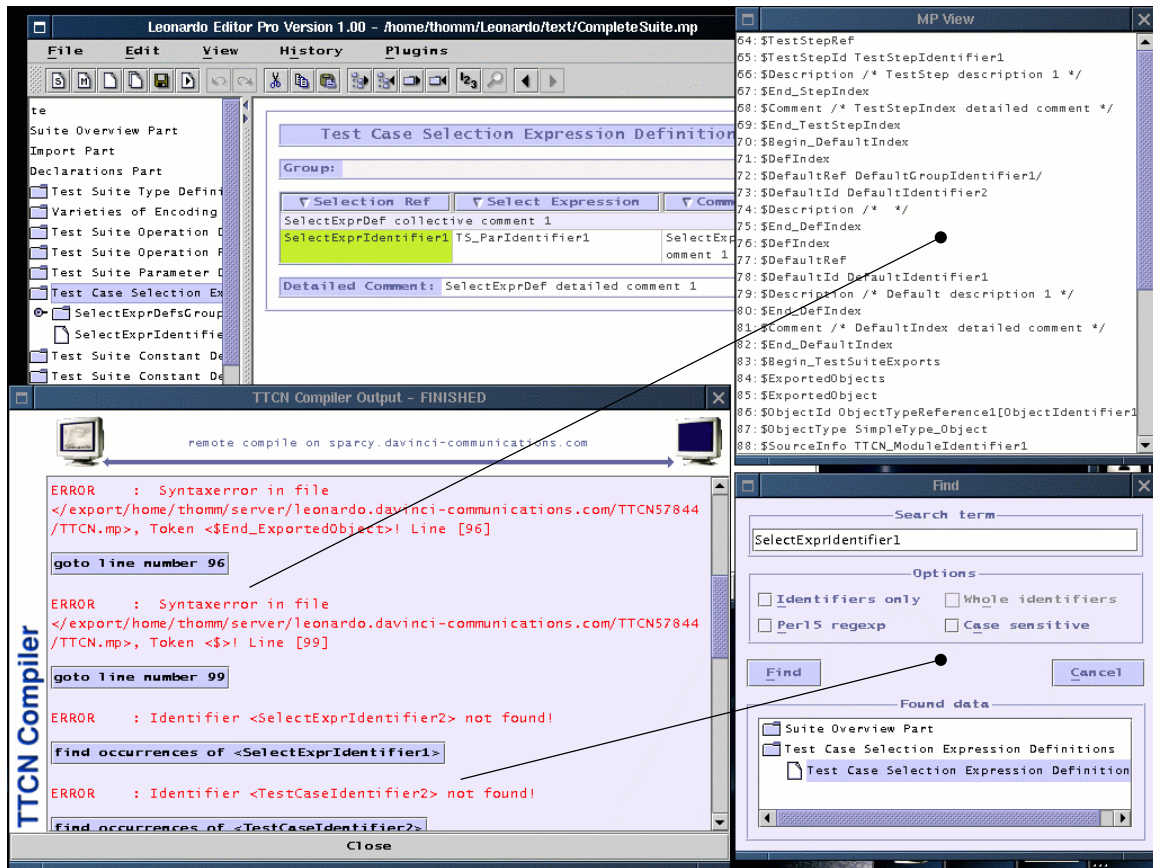 Leonardo Editor Pro Version 1.00 - /home/thomm/Leonardo/text/CompleteSuite.mp
File Edit View History Plugins
te
Suite Overview Part
Import Part
Declarations Part
Test Suite Type Defini
Varieties of Encoding
Test Suite Operation D
Test Suite Operation P
Test Suite Parameter D
Test Case Selection Ex
SelectExprDefsGroup
SelectExprIdentifie
Test Suite Constant De
Test Suite Constant De
Test Case Selection Expression Definition
Group:
Selection Ref Select Expression Comm
SelectExprDef collective comment 1
SelectExprIdentifier1 TS_ParIdentifier1 SelectExp
omment 1
Detailed Comment: SelectExprDef detailed comment 1
MP View
64: $TestStepRef
65: $TestStepId TestStepIdentifier1
66: $Description /* TestStep description 1 */
67: $End_StepIndex
68: $Comment /* TestStepIndex detailed comment */
69: $End_TestStepIndex
70: $Begin_DefaultIndex
71: $DefIndex
72: $DefaultRef DefaultGroupIdentifier1/
73: $DefaultId DefaultIdentifier2
74: $Description /*  */
75: $End_DefIndex
76: $DefIndex
77: $DefaultRef
78: $DefaultId DefaultIdentifier1
79: $Description /* Default description 1 */
80: $End_DefIndex
81: $Comment /* DefaultIndex detailed comment */
82: $End_DefaultIndex
83: $Begin_TestSuiteExports
84: $ExportedObjects
85: $ExportedObject
86: $ObjectId ObjectTypeReference1[ObjectIdentifier1
87: $ObjectType SimpleType_Object
88: $SourceInfo TTCN_ModuleIdentifier1
TTCN Compiler Output - FINISHED
remote compile on sparcy.davinci-communications.com
ERROR : Syntaxerror in file
</export/home/thomm/server/leonardo.davinci-communications.com/TTCN57844
/TTCN.mp>, Token <$End_ExportedObject>! Line [96]
goto line number 96
ERROR : Syntaxerror in file
</export/home/thomm/server/leonardo.davinci-communications.com/TTCN57844
/TTCN.mp>, Token <$>! Line [99]
goto line number 99
ERROR : Identifier <SelectExprIdentifier2> not found!
find occurrences of <SelectExprIdentifier1>
ERROR : Identifier <TestCaseIdentifier2> not found!
find occurrences of <TestCaseIdentifier2>
TTCN Compiler
Close
Find
Search term
SelectExprIdentifier1
Options
Identifiers only Whole identifiers
Perl5 regexp Case sensitive
Find Cancel
Found data
Suite Overview Part
Test Case Selection Expression Definitions
Test Case Selection Expression Definition